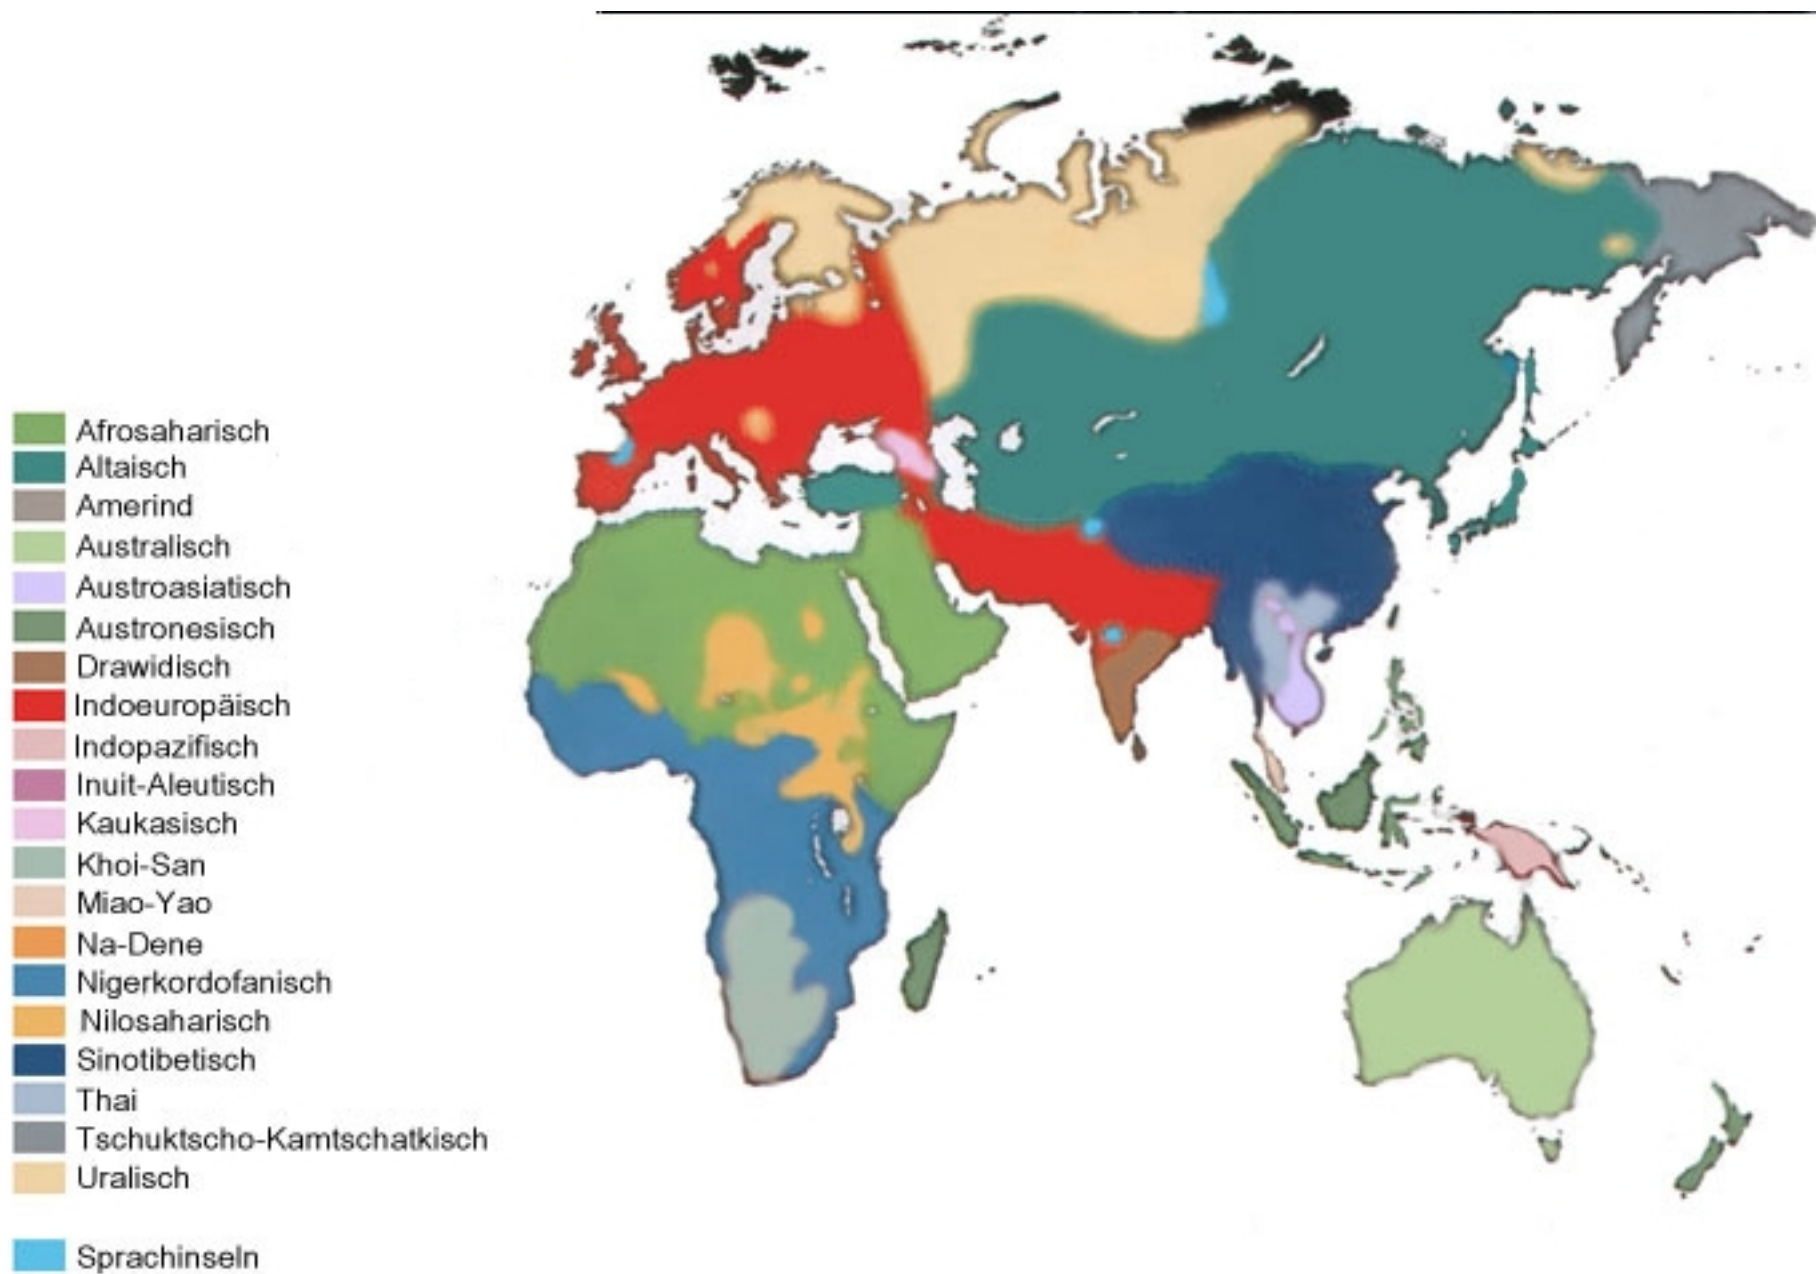 Afrosaharisch
Altaisch
Amerind
Australisch
Austroasiatisch
Austronesisch
Drawidisch
Indoeuropäisch
Indopazifisch
Inuit-Aleutisch
Kaukasisch
Khoi-San
Miao-Yao
Na-Dene
Nigerkordofanisch
Nilosaharisch
Sinotibetisch
Thai
Tschuktscho-Kamtschatkisch
Uralisch
Sprachinseln